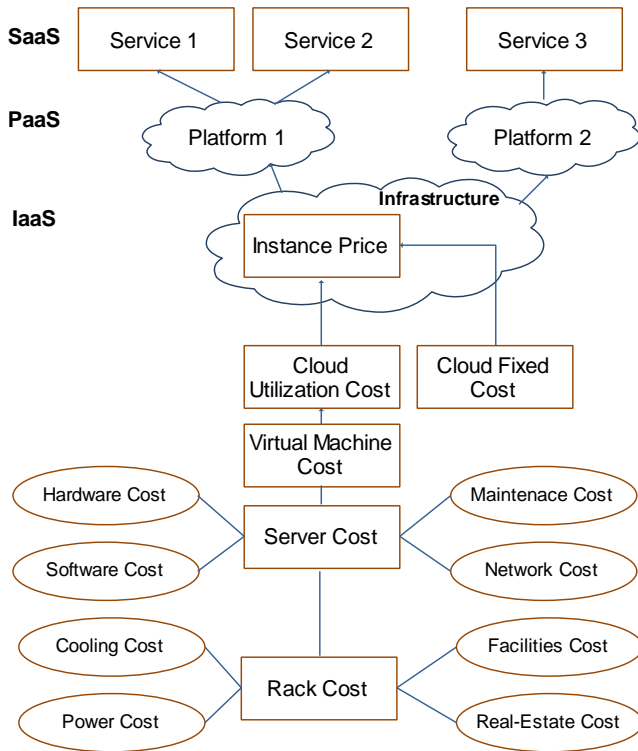 SaaS
Service 1
Service 2
Service 3
PaaS
Platform 1
Platform 2
Infrastructure
IaaS
Instance Price
Cloud
Utilization Cost
Cloud Fixed
Cost
Virtual Machine
Cost
Hardware Cost
Maintenace Cost
Server Cost
Software Cost
Network Cost
Cooling Cost
Facilities Cost
Rack Cost
Power Cost
Real-Estate Cost